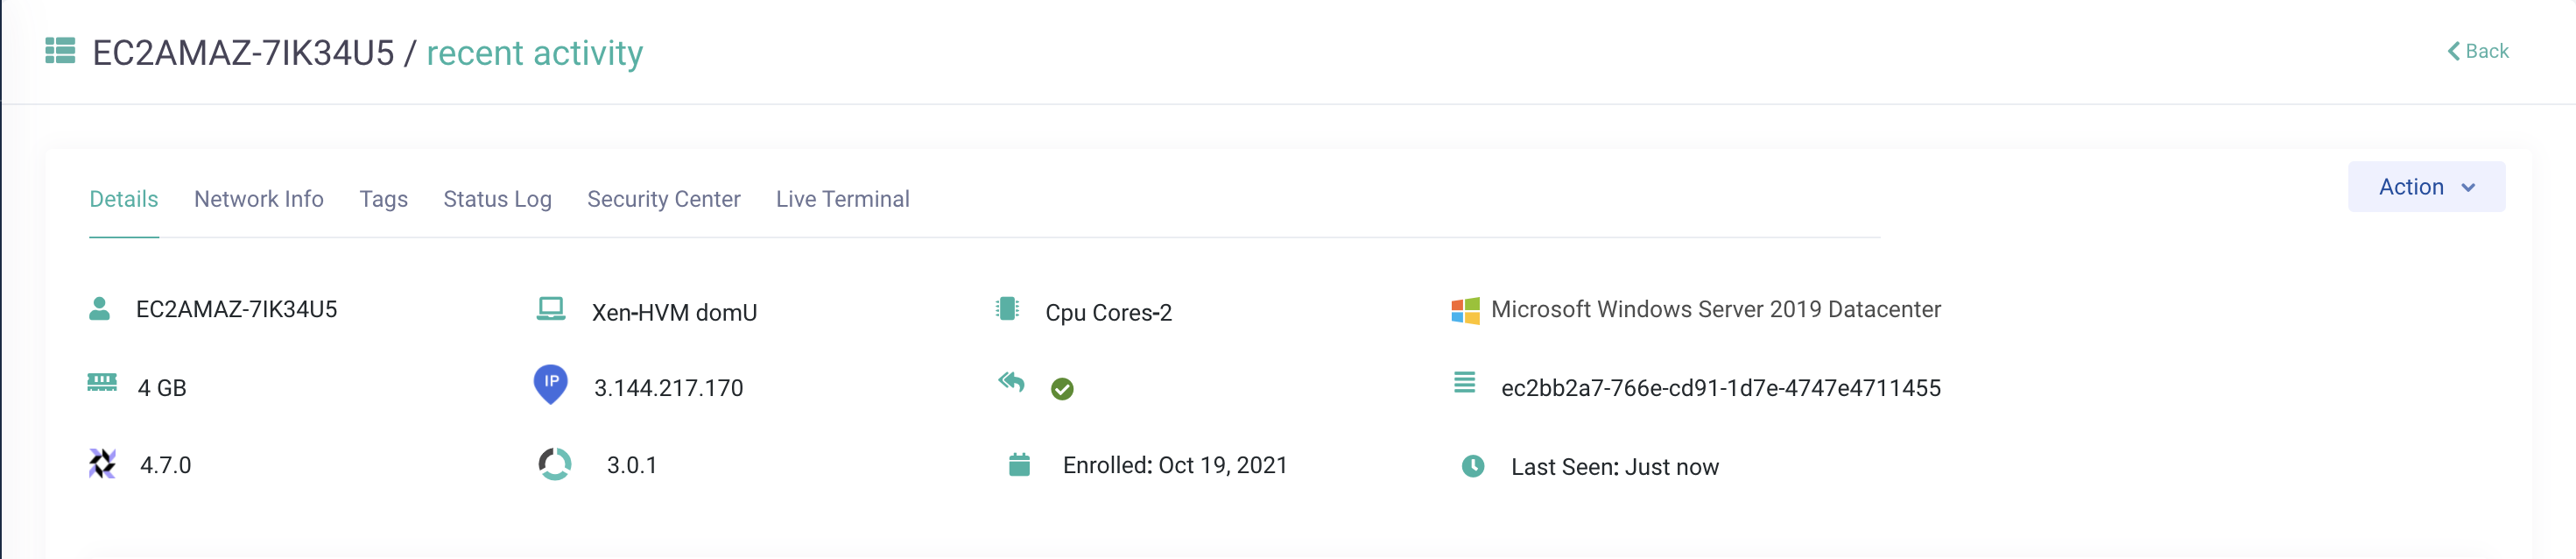 EC2AMAZ-7IK34U5 / recent activity
Back
Details Network Info Tags Status Log Security Center Live Terminal
Action
EC2AMAZ-7IK34U5 Xen-HVM domU Cpu Cores-2 Microsoft Windows Server 2019 Datacenter
4 GB IP 3.144.217.170 ec2bb2a7-766e-cd91-1d7e-4747e4711455
4.7.0 3.0.1 Enrolled: Oct 19, 2021 Last Seen: Just now